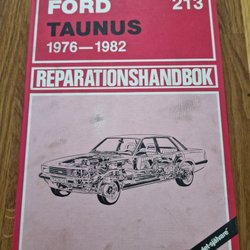 FORD 213
TAUNUS
1976—1982
REPARATIONSHANDBOK